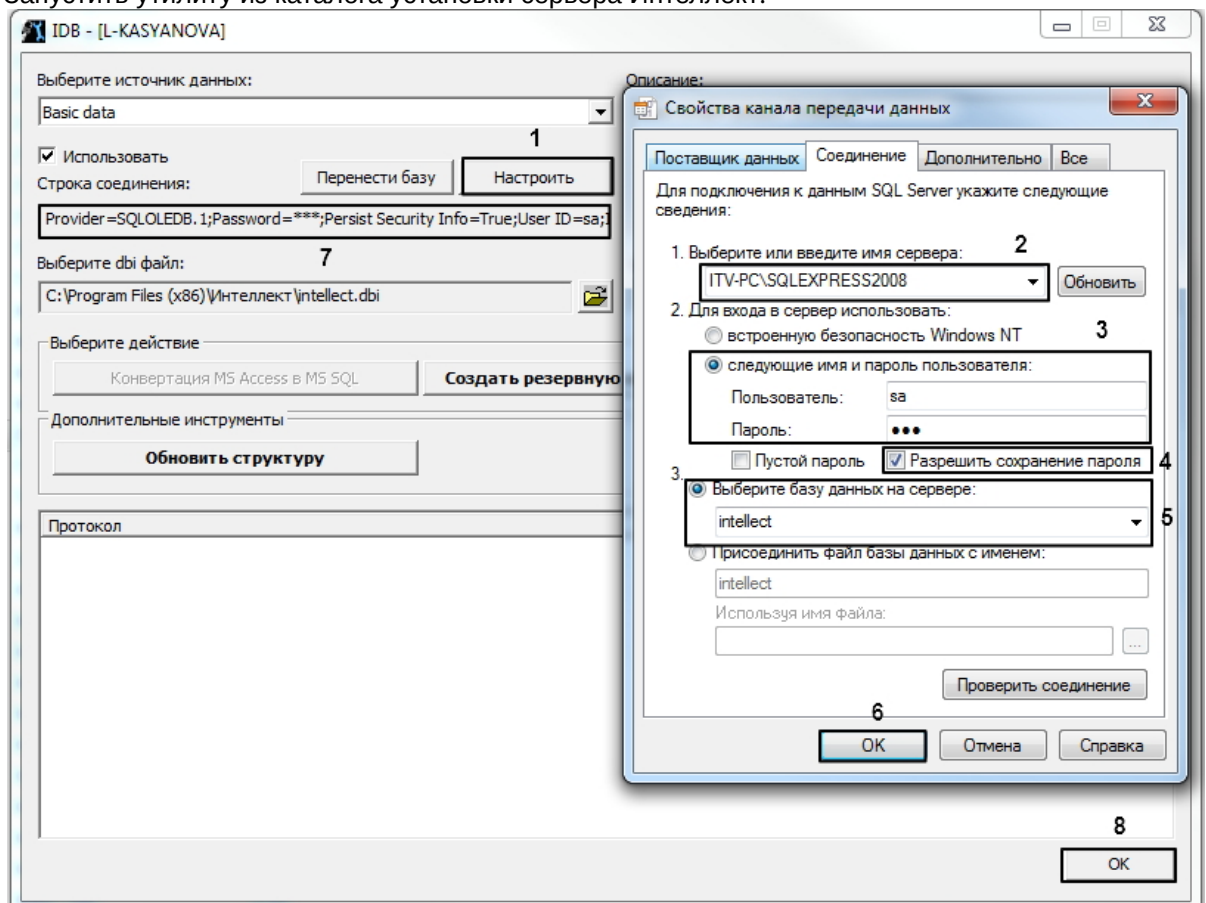 Запустить утилиту из каталога установки сервера Интеллект.
IDB - [L-KASYANOVA]
Выберите источник данных:
Описание:
Basic data
1
Использовать
Строка соединения:
Перенести базу
Настроить
Provider=SQLOLEDB.1;Password=***;Persist Security Info=True;User ID=sa;
7
Выберите dbi файл:
C:\Program Files (x86)\Интеллект\intellect.dbi
Выберите действие
Конвертация MS Access в MS SQL
Создать резервную
Дополнительные инструменты
Обновить структуру
Протокол
Свойства канала передачи данных
Поставщик данных
Соединение
Дополнительно
Все
Для подключения к данным SQL Server укажите следующие
сведения:
1. Выберите или введите имя сервера:
2
ITV-PC\SQLEXPRESS2008
Обновить
2. Для входа в сервер использовать:
встроенную безопасность Windows NT
3
следующие имя и пароль пользователя:
Пользователь:
sa
Пароль:
●●●
Пустой пароль
Разрешить сохранение пароля
4
3.
Выберите базу данных на сервере:
intellect
5
Присоединить файл базы данных с именем:
intellect
Используя имя файла:
...
Проверить соединение
6
OK
Отмена
Справка
8
OK